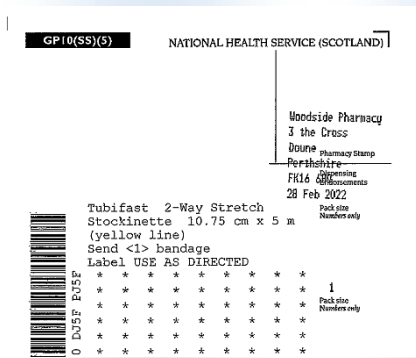 GP10(SS)(5)
NATIONAL HEALTH SERVICE (SCOTLAND)
Woodside Pharmacy
3 the Cross
Doune
Pharmacy Stamp
Perthshire
FK16
Dispensing
Endorsements
28 Feb 2022
Pack size
Numbers only
Tubifast 2-Way Stretch
Stockinette 10.75 cm x 5 m
(yellow line)
Send <1> bandage
Label USE AS DIRECTED
* * * * * * * * *
* * * * * * * * *
* * * * * * * * *
* * * * * * * * *
* * * * * * * * *
* * * * * * * * *
1
Pack size
Numbers only